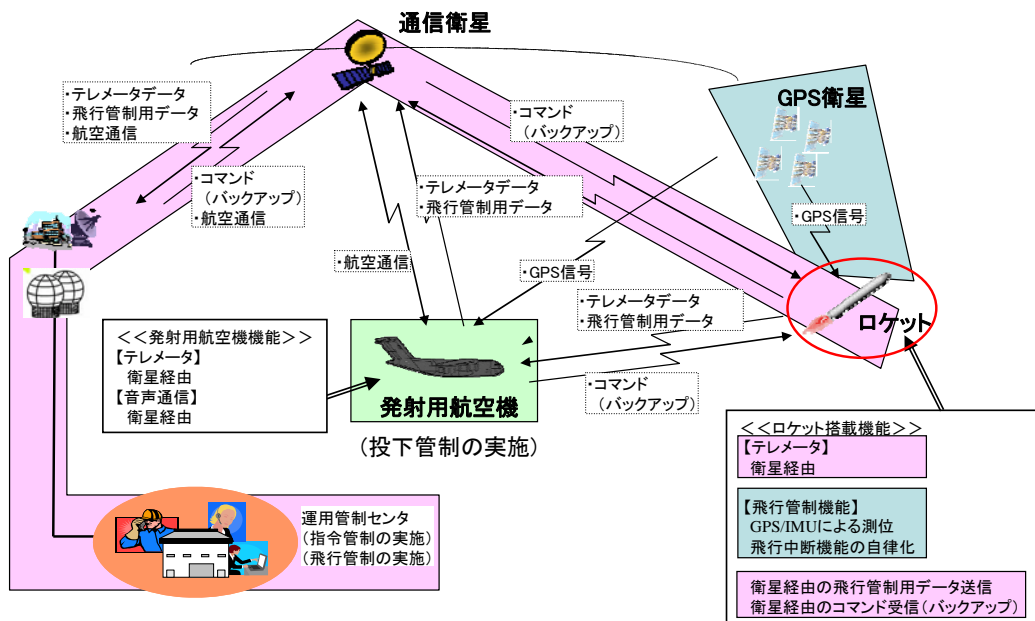 通信衛星
・テレメータデータ
・飛行管制用データ
・航空通信
・コマンド
(バックアップ)
・航空通信
・コマンド
(バックアップ)
GPS衛星
・テレメータデータ
・飛行管制用データ
・GPS信号
・航空通信
・GPS信号
・テレメータデータ
・飛行管制用データ
ロケット
<<発射用航空機機能>>
【テレメータ】
衛星経由
【音声通信】
衛星経由
発射用航空機
(投下管制の実施)
・コマンド
(バックアップ)
<<ロケット搭載機能>>
【テレメータ】
衛星経由
【飛行管制機能】
GPS/IMUによる測位
飛行中断機能の自律化
衛星経由の飛行管制用データ送信
衛星経由のコマンド受信(バックアップ)
運用管制センタ
(指令管制の実施)
(飛行管制の実施)